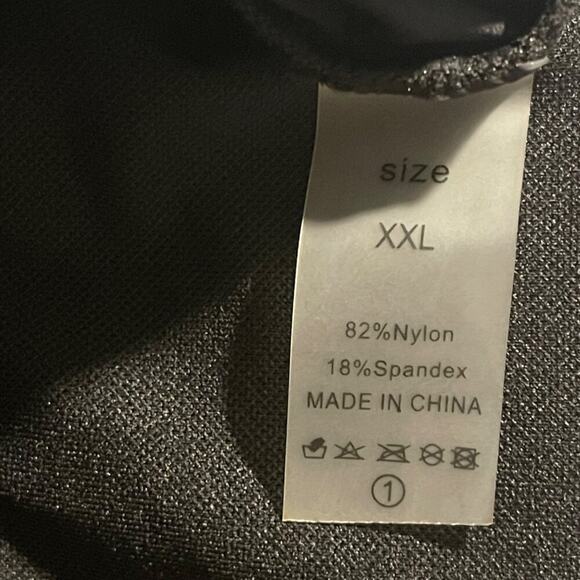 size
XXL
82%Nylon
18%Spandex
MADE IN CHINA
①